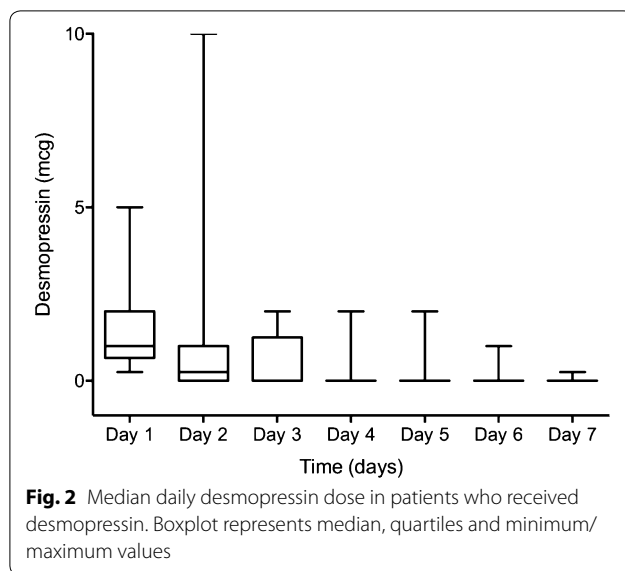 10
5
0
Desmopressin (mcg)
Day 1 Day 2 Day 3 Day 4 Day 5 Day 6 Day 7
Time (days)
Fig. 2 Median daily desmopressin dose in patients who received
desmopressin. Boxplot represents median, quartiles and minimum/
maximum values